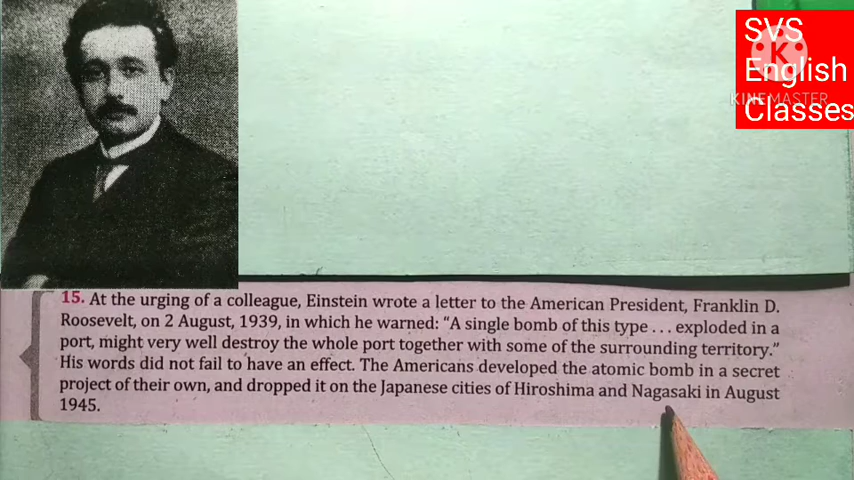 SVS
English
Classes
K
KINEMASTER
15. At the urging of a colleague, Einstein wrote a letter to the American President, Franklin D.
Roosevelt, on 2 August, 1939, in which he warned: “A single bomb of this type . . . exploded in a
port, might very well destroy the whole port together with some of the surrounding territory.”
His words did not fail to have an effect. The Americans developed the atomic bomb in a secret
project of their own, and dropped it on the Japanese cities of Hiroshima and Nagasaki in August
1945.